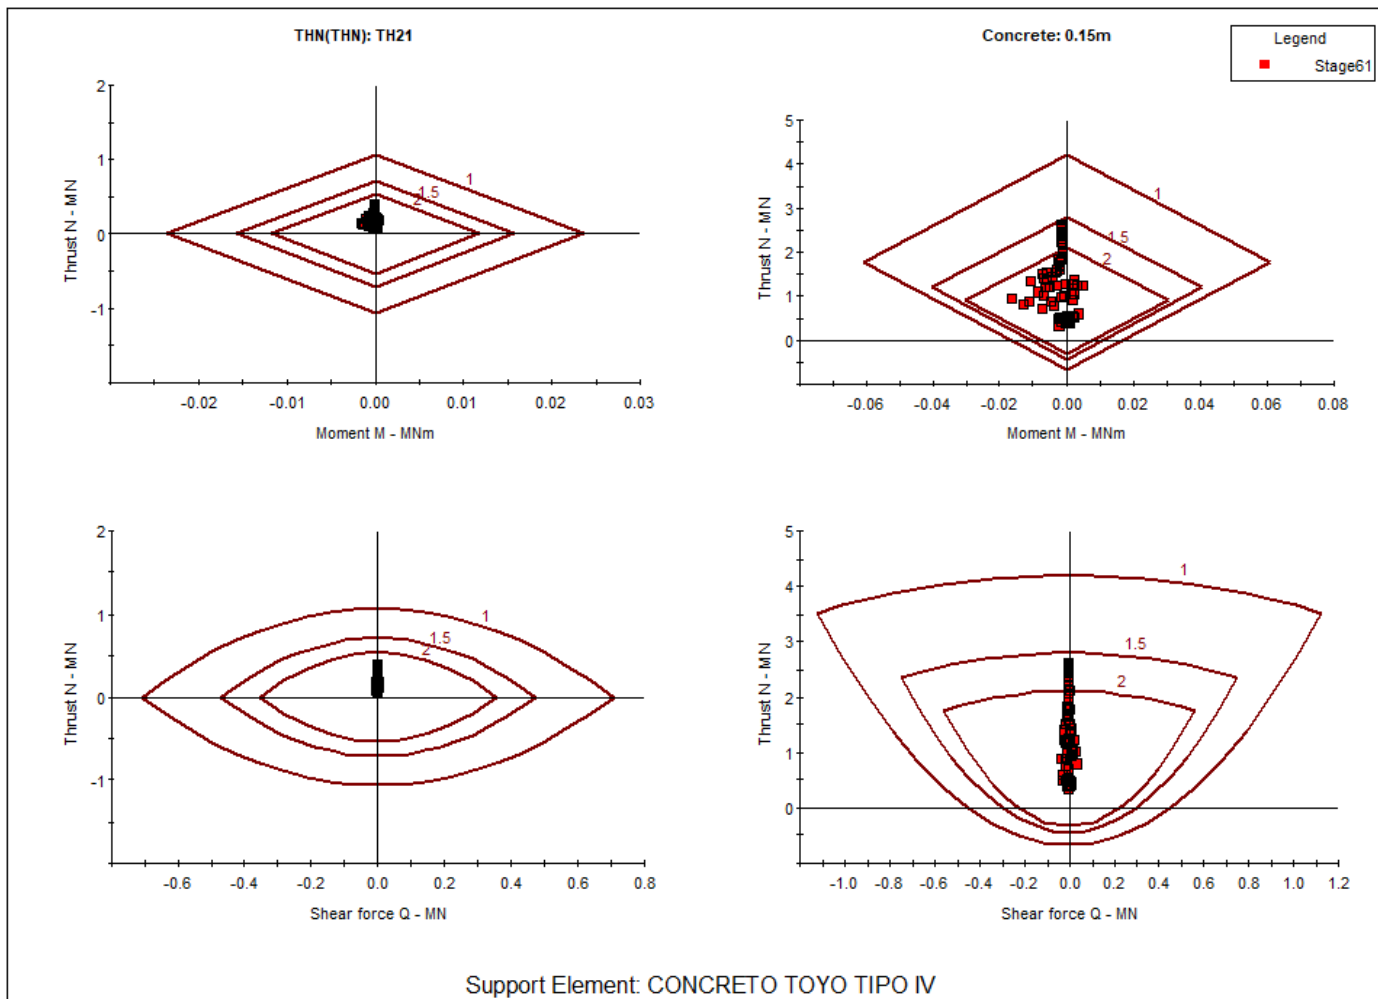 THN(THN): TH21
Concrete: 0.15m
Legend
Stage61
2
1
0
-1
Thrust N - MN
1
1.5
2
-0.02 -0.01 0.00 0.01 0.02 0.03
Moment M - MNm
5
4
3
2
1
0
Thrust N - MN
1
1.5
2
-0.06 -0.04 -0.02 0.00 0.02 0.04 0.06 0.08
Moment M - MNm
2
1
0
-1
Thrust N - MN
1
1.5
2
-0.6 -0.4 -0.2 0.0 0.2 0.4 0.6 0.8
Shear force Q - MN
5
4
3
2
1
0
Thrust N - MN
1
1.5
2
-1.0 -0.8 -0.6 -0.4 -0.2 0.0 0.2 0.4 0.6 0.8 1.0 1.2
Shear force Q - MN
Support Element: CONCRETO TOYO TIPO IV